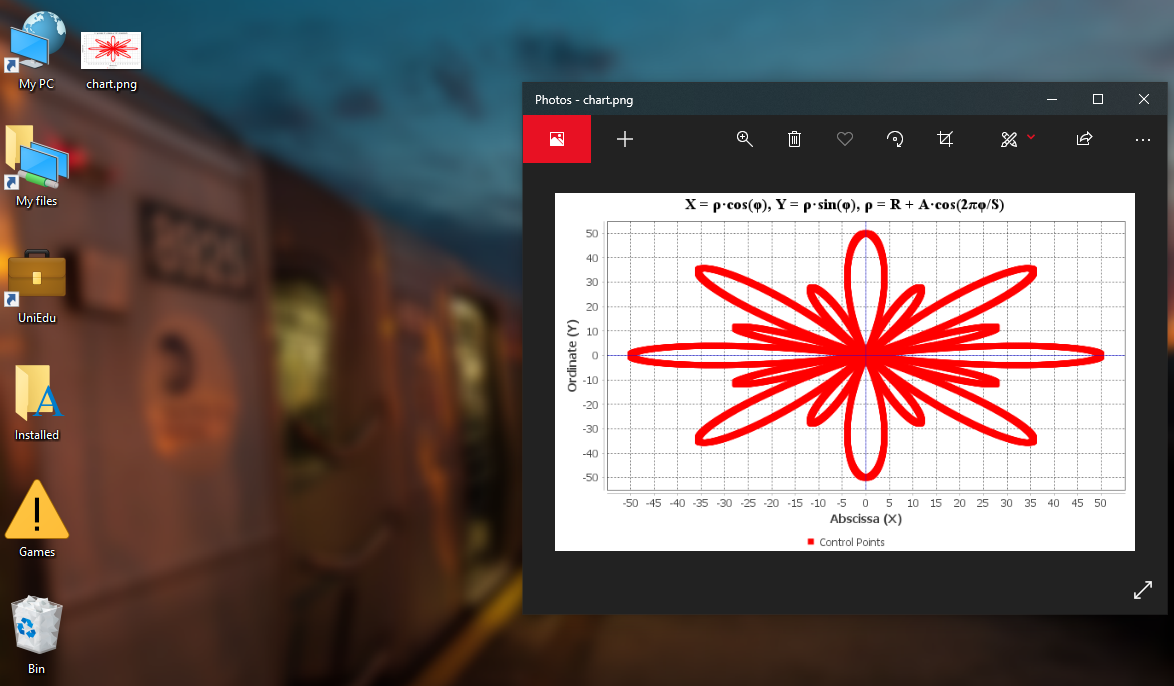 My PC
chart.png
My files
UniEdu
Installed
Games
Bin
Photos - chart.png
X = ρ·cos(φ), Y = ρ·sin(φ), ρ = R + A·cos(2πφ/S)
Ordinate (Y)
50
40
30
20
10
0
-10
-20
-30
-40
-50
-50 -45 -40 -35 -30 -25 -20 -15 -10 -5 0 5 10 15 20 25 30 35 40 45 50
Abscissa (X)
Control Points